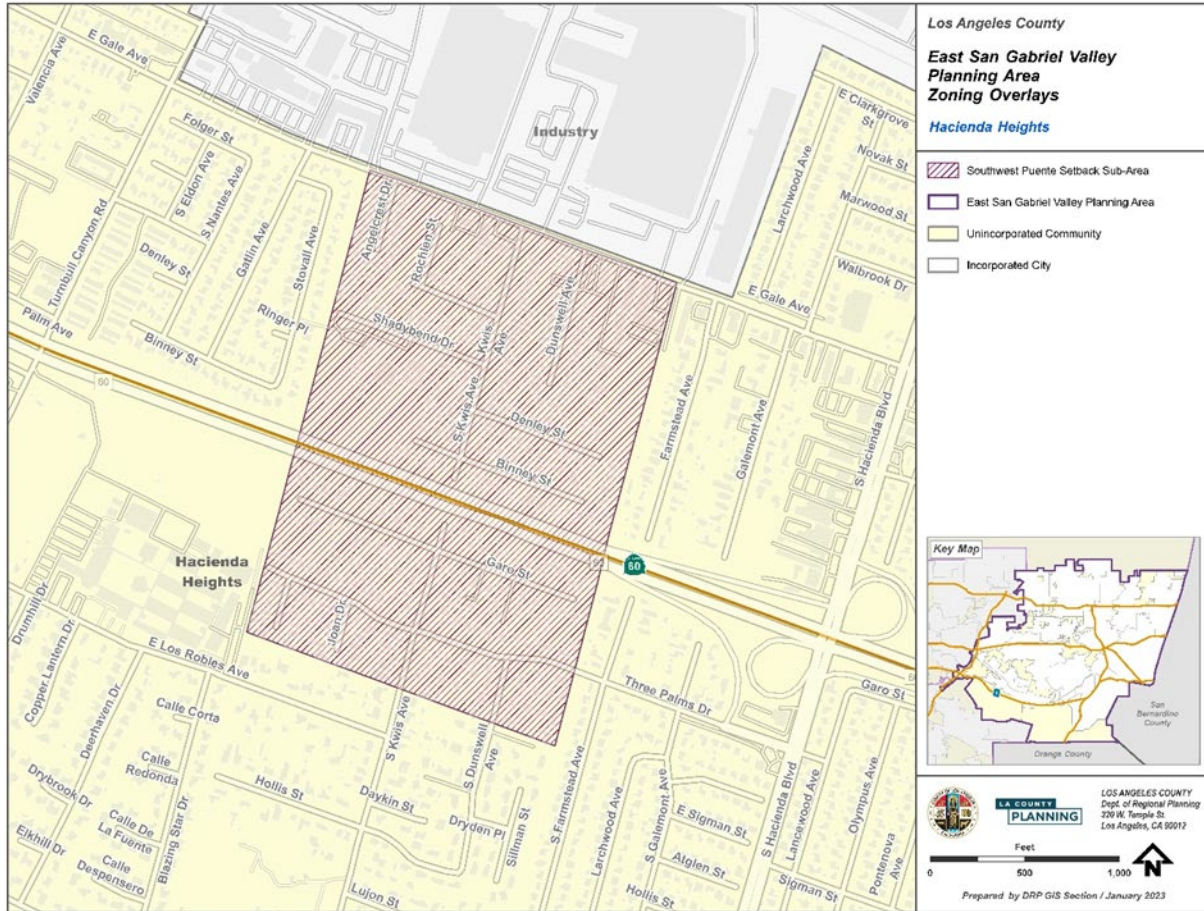 Los Angeles County
East San Gabriel Valley
Planning Area
Zoning Overlays
Hacienda Heights
Southwest Puente Setback Sub-Area
East San Gabriel Valley Planning Area
Unincorporated Community
Incorporated City
Key Map
San
Bernardino
County
Orange County
LA COUNTY
PLANNING
LOS ANGELES COUNTY
Dept. of Regional Planning
320 W. Temple St.
Los Angeles, CA 90012
Feet
0 500 1,000
N
Prepared by DRP GIS Section / January 2023
Valencia Ave
E Gale Ave
Folger St
S Eldon Ave
S Nantes Ave
Gatlin Ave
Stovall Ave
Denley St
Ringer Pl
Turnbull Canyon Rd
Palm Ave
Binney St
60
Industry
Angelcrest Dr
Rochlen St
Shadybend Dr
Kwis
Ave
Dunswell Ave
S Kwis Ave
Denley St
Binney St
E Clarkgrove
St
Novak St
Larchwood Ave
Marwood St
Walbrook Dr
E Gale Ave
Farmstead Ave
Galemont Ave
S Hacienda Blvd
60
60
Hacienda
Heights
Garo St
Joan Dr
Drumhill Dr
Copper Lantern Dr
E Los Robles Ave
Deerhaven Dr
Calle Corta
Calle
Redonda
Drybrook Dr
Calle De
La Fuente
Elkhill Dr
Calle
Despensero
Blazing Star Dr
Hollis St
S Kwis Ave
Daykin St
Dryden Pl
S Dunswell
Ave
Sillman St
Lujon St
S Farmstead Ave
Three Palms Dr
Garo St
Larchwood Ave
S Galemont Ave
E Sigman St
Atglen St
Hollis St
S Hacienda Blvd
Lancewood Ave
Olympus Ave
Sigman St
Pontenova
Ave